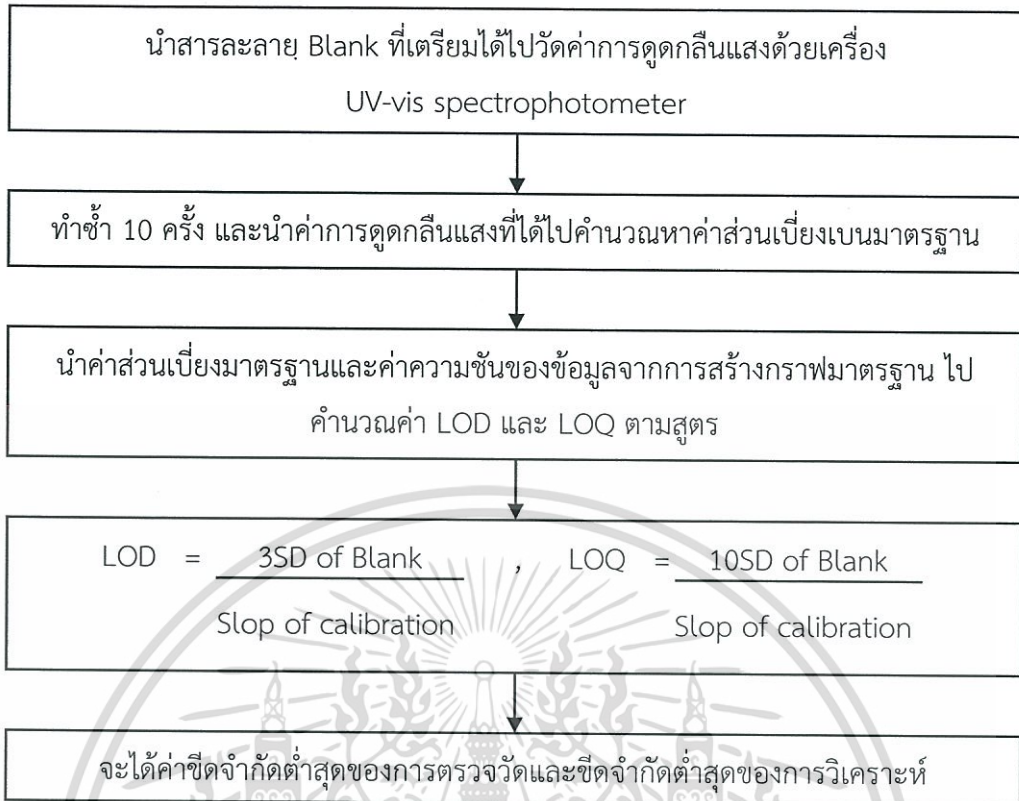 นำสารละลาย Blank ที่เตรียมได้ไปวัดค่าการดูดกลืนแสงด้วยเครื่อง
UV-vis spectrophotometer
ทำซ้ำ 10 ครั้ง และนำค่าการดูดกลืนแสงที่ได้ไปคำนวณหาค่าส่วนเบี่ยงเบนมาตรฐาน
นำค่าส่วนเบี่ยงมาตรฐานและค่าความชันของข้อมูลจากการสร้างกราฟมาตรฐาน ไป
คำนวณค่า LOD และ LOQ ตามสูตร
LOD = 3SD of Blank , LOQ = 10SD of Blank
Slop of calibration Slop of calibration
จะได้ค่าขีดจำกัดต่ำสุดของการตรวจวัดและขีดจำกัดต่ำสุดของการวิเคราะห์